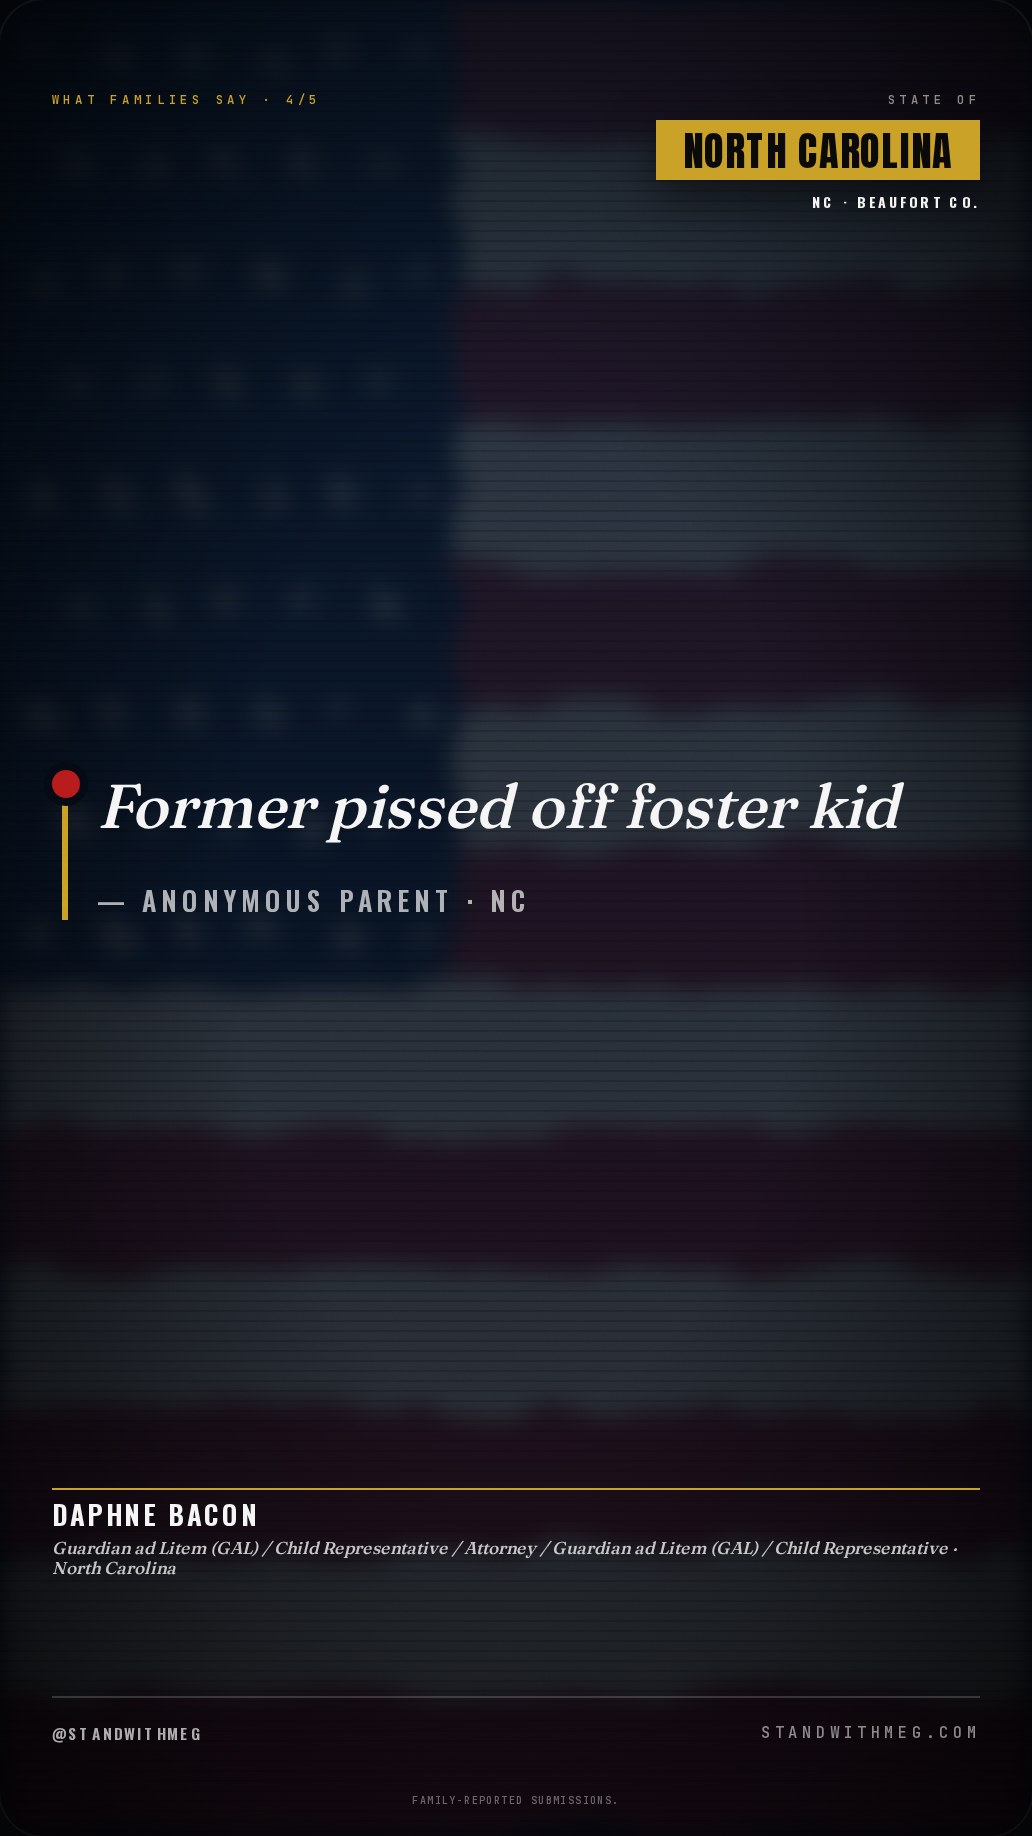 WHAT FAMILIES SAY · 4/5
STATE OF
NORTH CAROLINA
NC · BEAUFORT CO.
Former pissed off foster kid
— ANONYMOUS PARENT · NC
DAPHNE BACON
Guardian ad Litem (GAL) / Child Representative / Attorney / Guardian ad Litem (GAL) / Child Representative ·
North Carolina
@STANDWITHMEG
STANDWITHMEG.COM
FAMILY-REPORTED SUBMISSIONS.